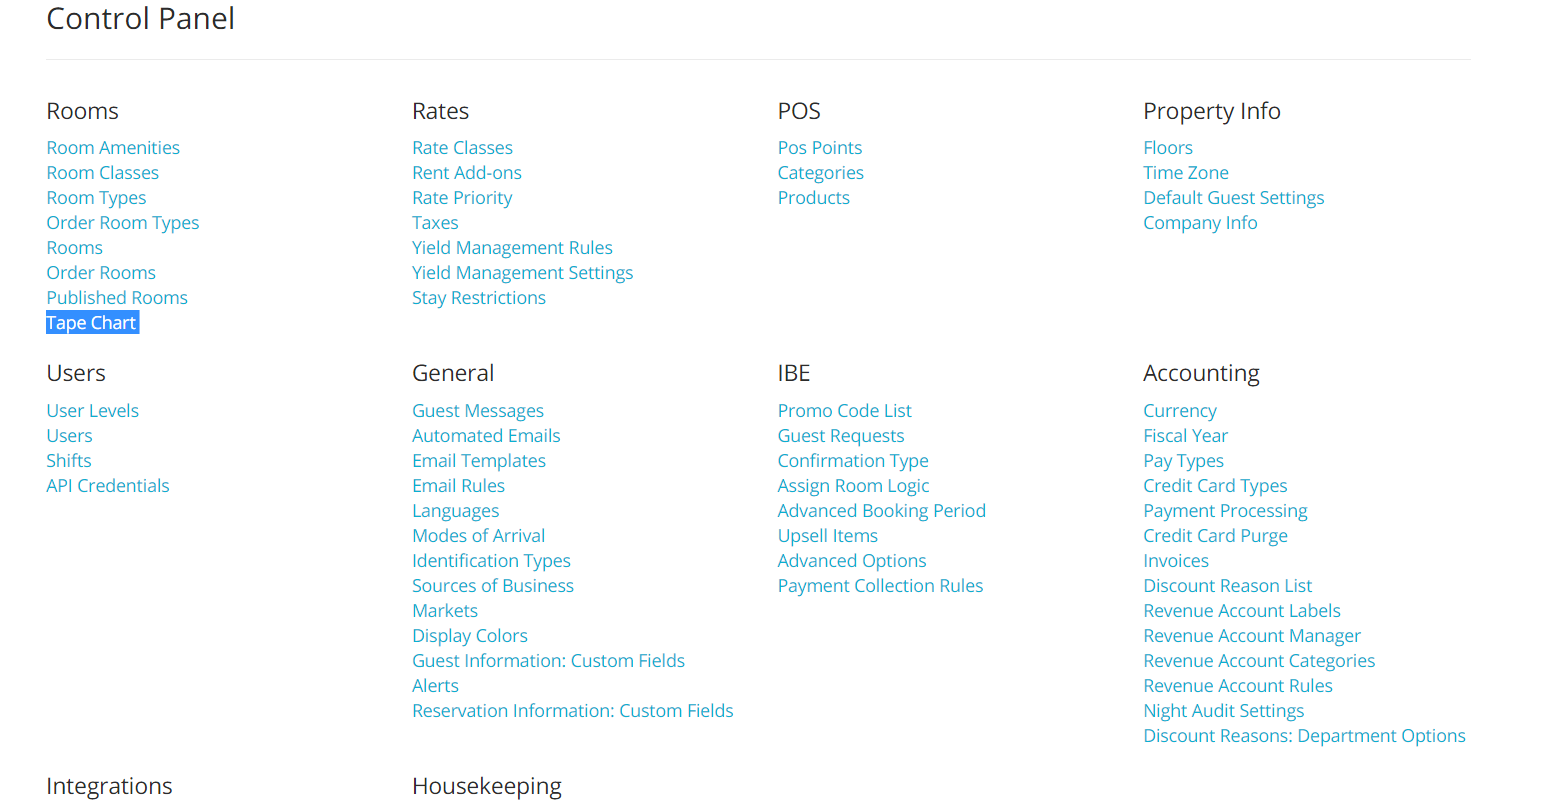 Control Panel
Rooms
Room Amenities
Room Classes
Room Types
Order Room Types
Rooms
Order Rooms
Published Rooms
Tape Chart
Rates
Rate Classes
Rent Add-ons
Rate Priority
Taxes
Yield Management Rules
Yield Management Settings
Stay Restrictions
POS
Pos Points
Categories
Products
Property Info
Floors
Time Zone
Default Guest Settings
Company Info
Users
User Levels
Users
Shifts
API Credentials
General
Guest Messages
Automated Emails
Email Templates
Email Rules
Languages
Modes of Arrival
Identification Types
Sources of Business
Markets
Display Colors
Guest Information: Custom Fields
Alerts
Reservation Information: Custom Fields
IBE
Promo Code List
Guest Requests
Confirmation Type
Assign Room Logic
Advanced Booking Period
Upsell Items
Advanced Options
Payment Collection Rules
Accounting
Currency
Fiscal Year
Pay Types
Credit Card Types
Payment Processing
Credit Card Purge
Invoices
Discount Reason List
Revenue Account Labels
Revenue Account Manager
Revenue Account Categories
Revenue Account Rules
Night Audit Settings
Discount Reasons: Department Options
Integrations
Housekeeping